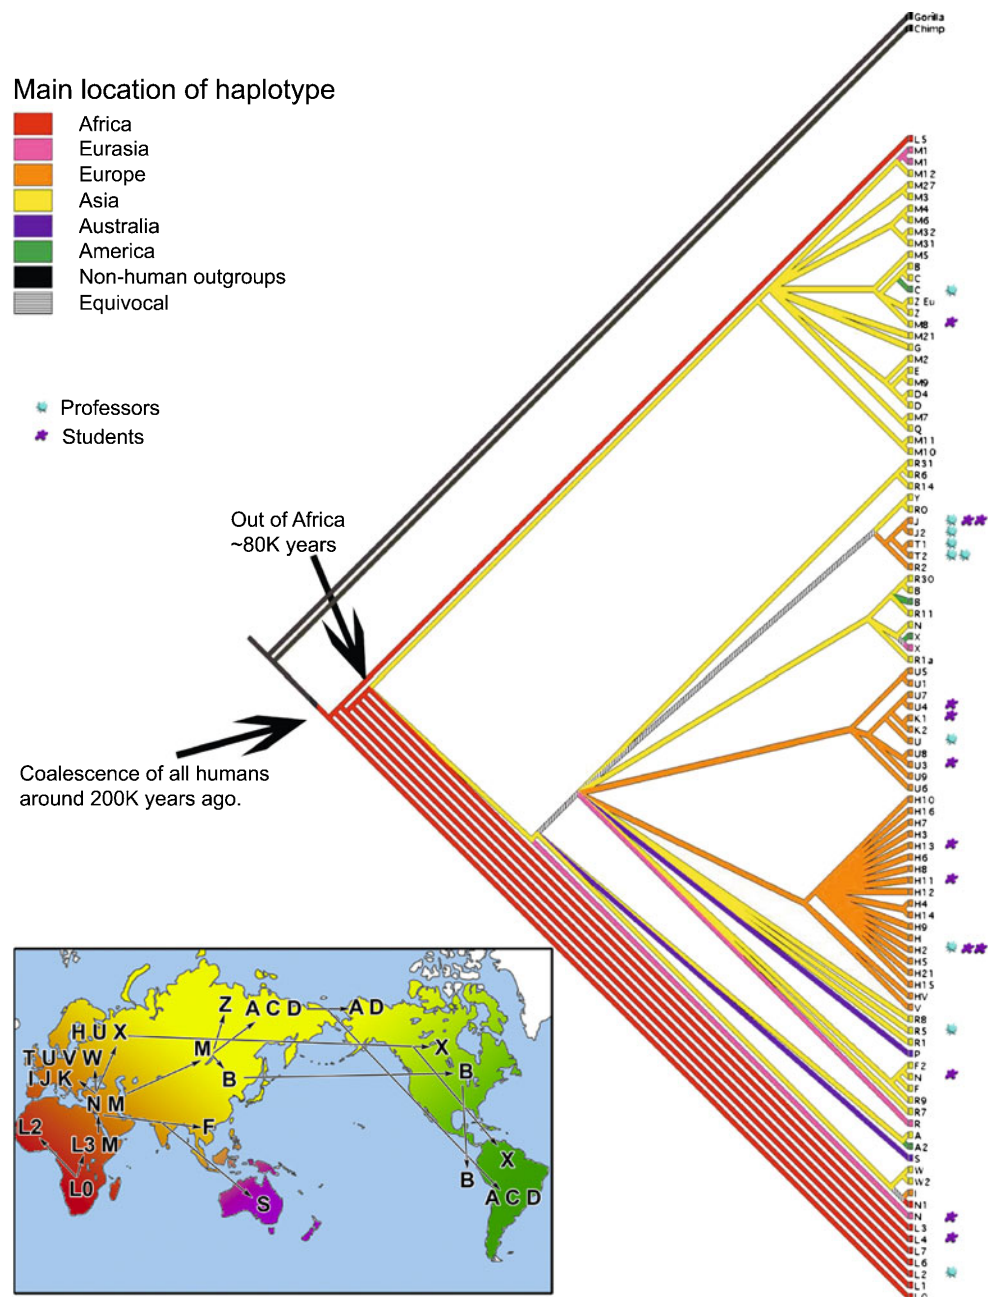 Gorilla
Chimp
Main location of haplotype
Africa
Eurasia
Europe
Asia
Australia
America
Non-human outgroups
Equivocal
Professors
Students
Out of Africa
~80K years
Coalescence of all humans
around 200K years ago.
L5
M1
M1
M12
M27
M3
M4
M6
M32
M31
M5
B
C
C
Z Eu
Z
M8
M21
G
M2
E
M9
D4
D
M7
Q
M11
M10
R31
R6
R14
Y
R0
J
J2
T1
T2
R2
R30
B
B
R11
N
X
X
R1a
U5
U1
U7
U4
K1
K2
U
U8
U3
U9
U6
H10
H16
H7
H3
H13
H6
H8
H11
H12
H4
H14
H9
H
H2
H5
H21
H15
HV
V
R8
R5
R1
P
F2
N
F
R9
R7
R
A
A2
S
W
W2
I
N1
N
L3
L4
L7
L6
L2
L1
L0
Z A C D A D
H U X
M X
T U V W
I J K B B
N M
L2 L3 M F
L0 S B X
A C D